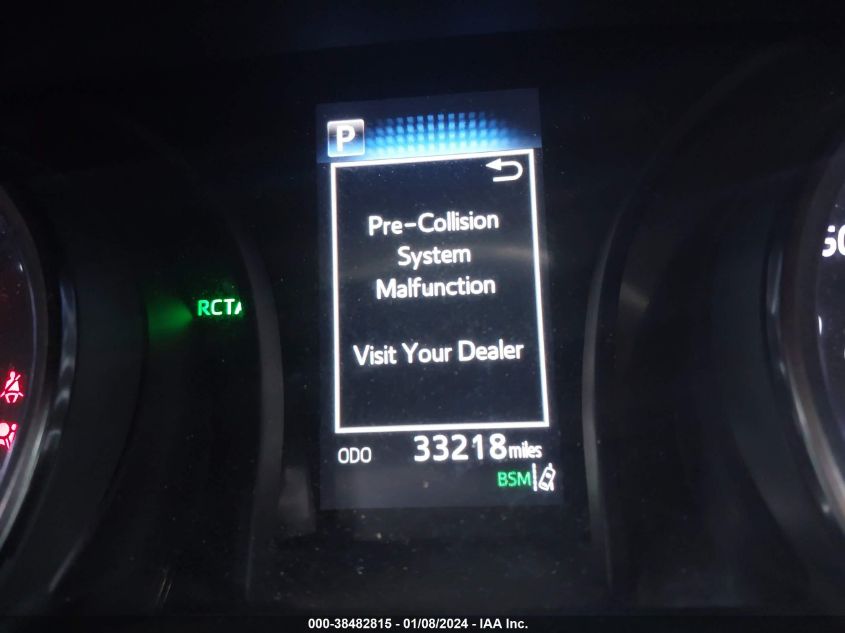 P
Pre-Collision
System
Malfunction
Visit Your Dealer
RCTA
ODO 33218 miles
BSM
000-38482815 - 01/08/2024 - IAA Inc.